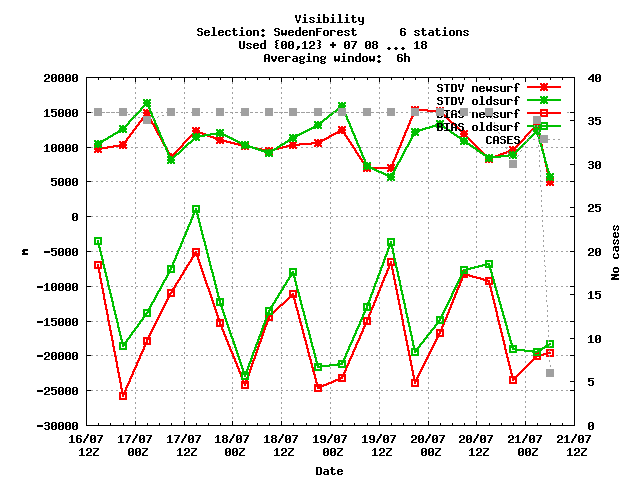 Visibility
Selection: SwedenForest 6 stations
Used {00,12} + 07 08 ... 18
Averaging window: 6h
20000
15000
10000
5000
0
-5000
-10000
-15000
-20000
-25000
-30000
m
40
35
30
25
20
15
10
5
0
No cases
STDV newsurf
STDV oldsurf
BIAS newsurf
BIAS oldsurf
CASES
16/07 17/07 17/07 18/07 18/07 19/07 19/07 20/07 20/07 21/07 21/07
12Z 00Z 12Z 00Z 12Z 00Z 12Z 00Z 12Z 00Z 12Z
Date